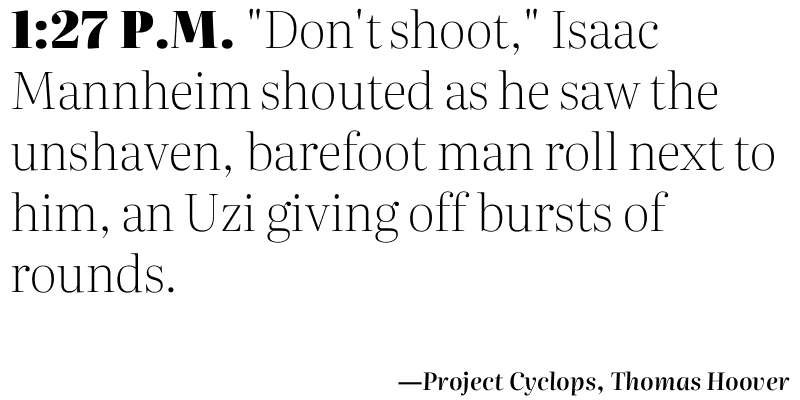 1:27 P.M. "Don't shoot," Isaac
Mannheim shouted as he saw the
unshaven, barefoot man roll next to
him, an Uzi giving off bursts of
rounds.
—Project Cyclops, Thomas Hoover